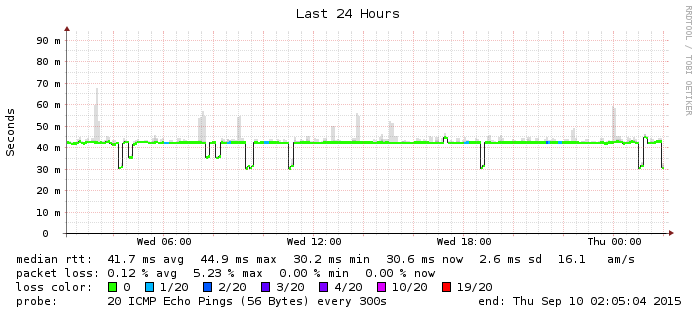 Last 24 Hours
RRDTOOL / TOBI OETIKER
Seconds
90 m
80 m
70 m
60 m
50 m
40 m
30 m
20 m
10 m
0
Wed 06:00 Wed 12:00 Wed 18:00 Thu 00:00
median rtt: 41.7 ms avg 44.9 ms max 30.2 ms min 30.6 ms now 2.6 ms sd 16.1 am/s
packet loss: 0.12 % avg 5.23 % max 0.00 % min 0.00 % now
loss color: 0 1/20 2/20 3/20 4/20 10/20 19/20
probe: 20 ICMP Echo Pings (56 Bytes) every 300s end: Thu Sep 10 02:05:04 2015